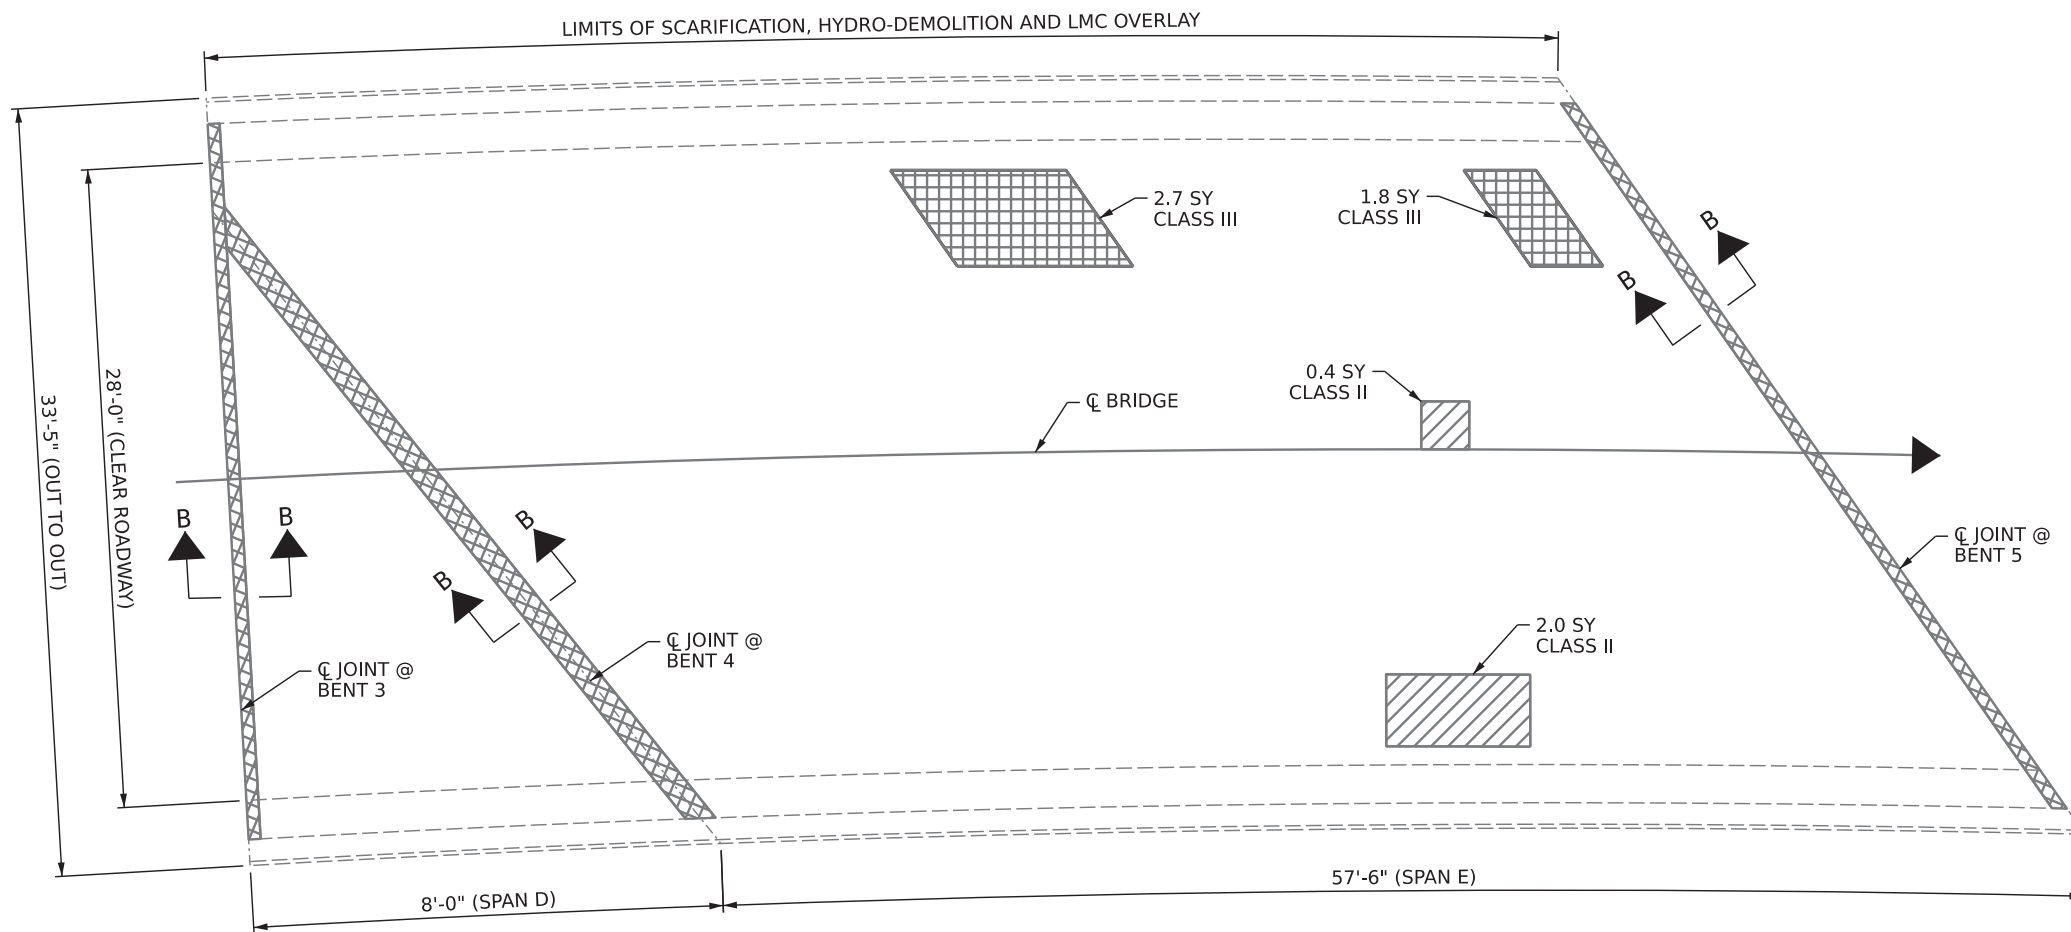 LIMITS OF SCARIFICATION, HYDRO-DEMOLITION AND LMC OVERLAY
33'-5" (OUT TO OUT)
28'-0" (CLEAR ROADWAY)
2.7 SY
CLASS III
1.8 SY
CLASS III
B
B
0.4 SY
CLASS II
℄ BRIDGE
B
B
B
B
℄ JOINT @
BENT 5
℄ JOINT @
BENT 3
℄ JOINT @
BENT 4
2.0 SY
CLASS II
8'-0" (SPAN D)
57'-6" (SPAN E)